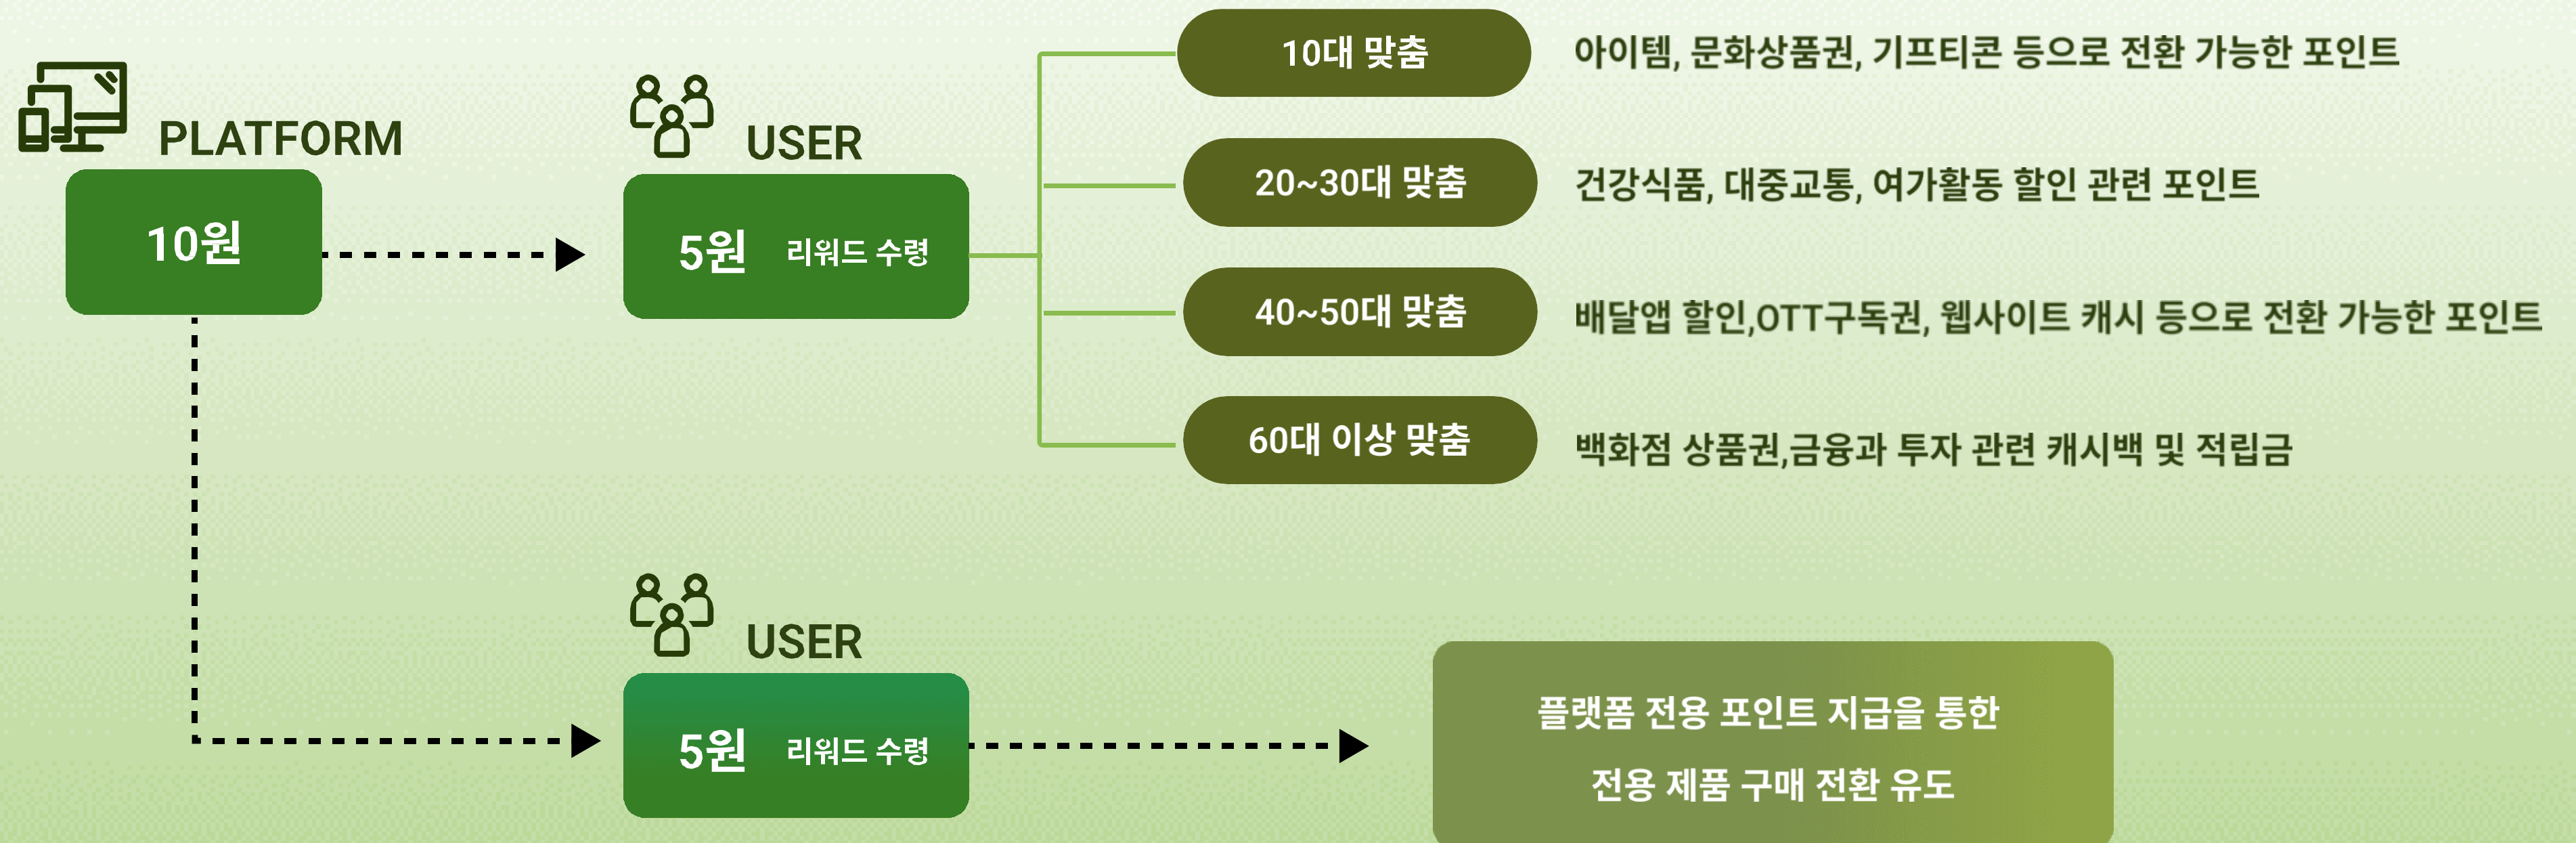 PLATFORM
10원
USER
5원 리워드 수령
10대 맞춤
아이템, 문화상품권, 기프티콘 등으로 전환 가능한 포인트
20~30대 맞춤
건강식품, 대중교통, 여가활동 할인 관련 포인트
40~50대 맞춤
배달앱 할인,OTT구독권, 웹사이트 캐시 등으로 전환 가능한 포인트
60대 이상 맞춤
백화점 상품권,금융과 투자 관련 캐시백 및 적립금
USER
5원 리워드 수령
플랫폼 전용 포인트 지급을 통한
전용 제품 구매 전환 유도